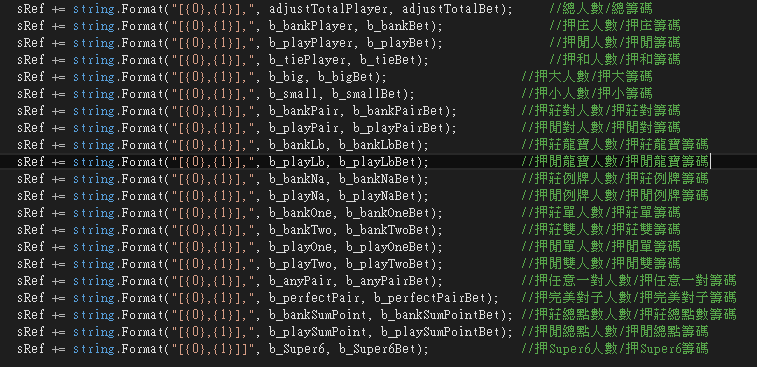 sRef += string.Format("[{0},{1}],", adjustTotalPlayer, adjustTotalBet); //總人數/總籌碼
sRef += string.Format("[{0},{1}],", b_bankPlayer, b_bankBet); //押庄人數/押庄籌碼
sRef += string.Format("[{0},{1}],", b_playPlayer, b_playBet); //押閒人數/押閒籌碼
sRef += string.Format("[{0},{1}],", b_tiePlayer, b_tieBet); //押和人數/押和籌碼
sRef += string.Format("[{0},{1}],", b_big, b_bigBet); //押大人數/押大籌碼
sRef += string.Format("[{0},{1}],", b_small, b_smallBet); //押小人數/押小籌碼
sRef += string.Format("[{0},{1}],", b_bankPair, b_bankPairBet); //押莊對人數/押莊對籌碼
sRef += string.Format("[{0},{1}],", b_playPair, b_playPairBet); //押閒對人數/押閒對籌碼
sRef += string.Format("[{0},{1}],", b_bankLb, b_bankLbBet); //押莊龍寶人數/押莊龍寶籌碼
sRef += string.Format("[{0},{1}],", b_playLb, b_playLbBet); //押閒龍寶人數/押閒龍寶籌碼
sRef += string.Format("[{0},{1}],", b_bankNa, b_bankNaBet); //押莊例牌人數/押莊例牌籌碼
sRef += string.Format("[{0},{1}],", b_playNa, b_playNaBet); //押閒例牌人數/押閒例牌籌碼
sRef += string.Format("[{0},{1}],", b_bankOne, b_bankOneBet); //押莊單人數/押莊單籌碼
sRef += string.Format("[{0},{1}],", b_bankTwo, b_bankTwoBet); //押莊雙人數/押莊雙籌碼
sRef += string.Format("[{0},{1}],", b_playOne, b_playOneBet); //押閒單人數/押閒單籌碼
sRef += string.Format("[{0},{1}],", b_playTwo, b_playTwoBet); //押閒雙人數/押閒雙籌碼
sRef += string.Format("[{0},{1}],", b_anyPair, b_anyPairBet); //押任意一對人數/押任意一對籌碼
sRef += string.Format("[{0},{1}],", b_perfectPair, b_perfectPairBet); //押完美對子人數/押完美對子籌碼
sRef += string.Format("[{0},{1}],", b_bankSumPoint, b_bankSumPointBet); //押莊總點數人數/押莊總點數籌碼
sRef += string.Format("[{0},{1}],", b_playSumPoint, b_playSumPointBet); //押閒總點人數/押閒總點籌碼
sRef += string.Format("[{0},{1}]]", b_Super6, b_Super6Bet); //押Super6人數/押Super6籌碼